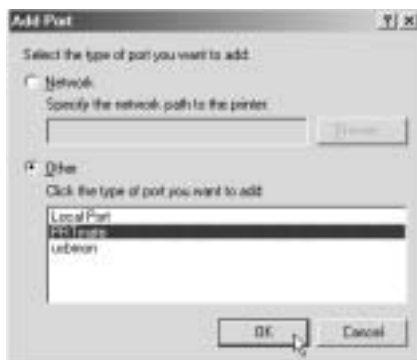 Add Port
Select the type of port you want to add:
Network
Specify the network path to the printer:
Other
Click the type of port you want to add:
Local Port
usbmon
OK
Cancel